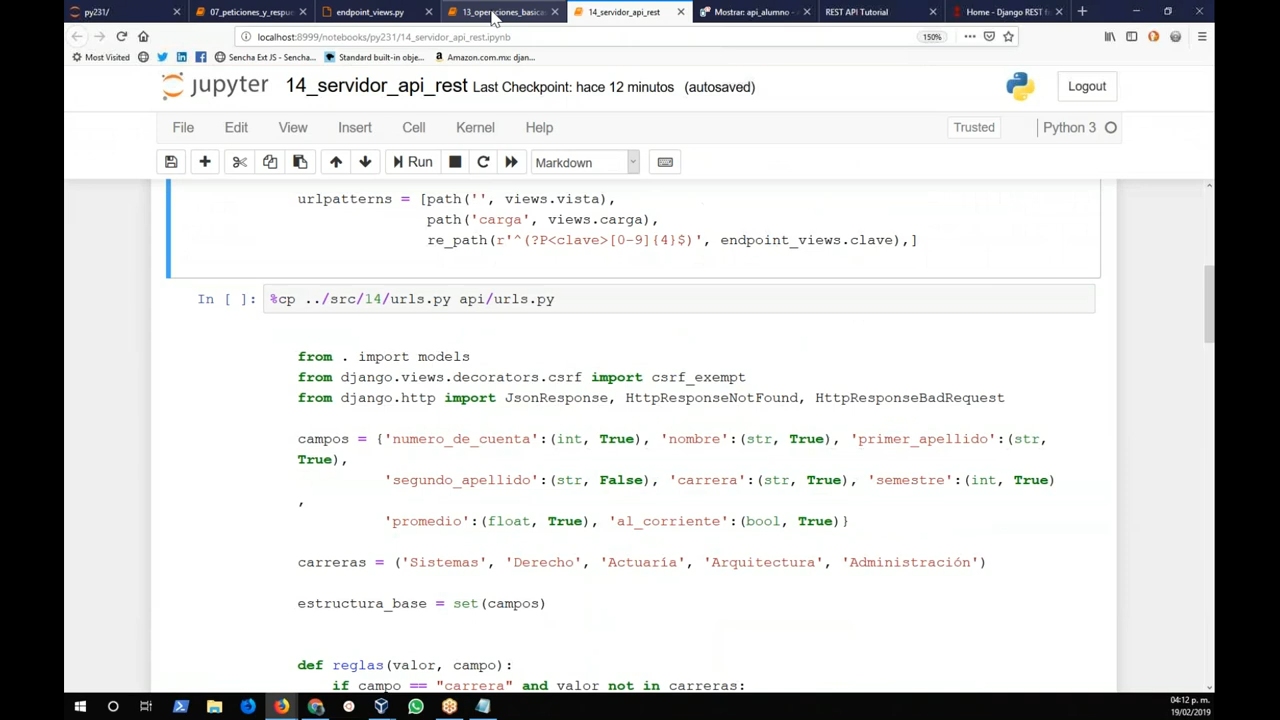 py231/
07_peticiones_y_respu
endpoint_views.py
13_operaciones_basica
14_servidor_api_rest
Mostrar: api_alumno -
REST API Tutorial
Home - Django REST f
localhost:8999/notebooks/py231/14_servidor_api_rest.ipynb
150%
Most Visited
Sencha Ext JS - Sencha...
Standard built-in obje...
Amazon.com.mx: djan...
jupyter 14_servidor_api_rest Last Checkpoint: hace 12 minutos (autosaved)
Logout
File Edit View Insert Cell Kernel Help
Trusted
Python 3
Run
Markdown
urlpatterns = [path('', views.vista),
path('carga', views.carga),
re_path(r'^(?P<clave>[0-9]{4}$)', endpoint_views.clave),]
In [ ]: %cp ../src/14/urls.py api/urls.py
from . import models
from django.views.decorators.csrf import csrf_exempt
from django.http import JsonResponse, HttpResponseNotFound, HttpResponseBadRequest
campos = {'numero_de_cuenta':(int, True), 'nombre':(str, True), 'primer_apellido':(str,
True),
'segundo_apellido':(str, False), 'carrera':(str, True), 'semestre':(int, True)
,
'promedio':(float, True), 'al_corriente':(bool, True)}
carreras = ('Sistemas', 'Derecho', 'Actuaría', 'Arquitectura', 'Administración')
estructura_base = set(campos)
def reglas(valor, campo):
if campo == "carrera" and valor not in carreras:
04:12 p. m.
19/02/2019